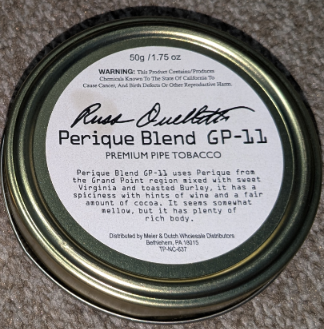 50g /1.75 oz
WARNING: This Product Contains/Produces
Chemicals Known To The State Of California To
Cause Cancer, And Birth Defects Or Other Reproductive Harm.
Russ Ouellette
Perique Blend GP-11
PREMIUM PIPE TOBACCO
Perique Blend GP-11 uses Perique from
the Grand Point region mixed with sweet
Virginia and toasted Burley, it has a
spiciness with hints of wine and a fair
amount of cocoa. It seems somewhat
mellow, but it has plenty of
rich body.
Distributed by Meier & Dutch Wholesale Distributors
Bethlehem, PA 18015
TP-NC-637